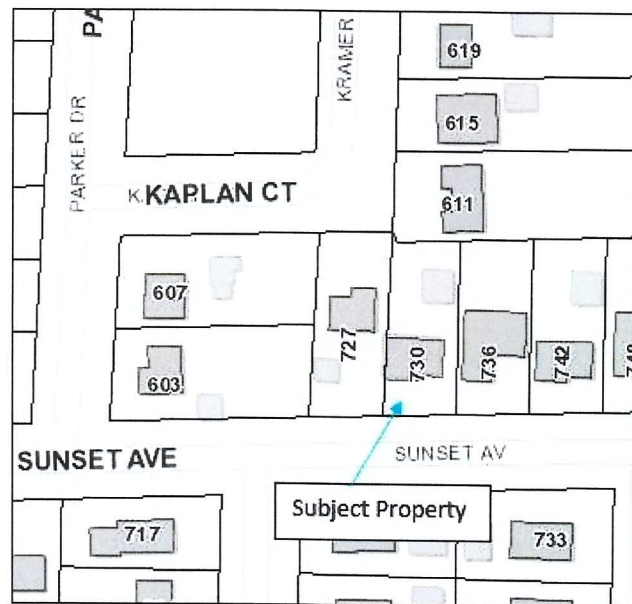 PA
619
KRAMER
PARKER DR
615
K.KAPLAN CT
611
607
727
730
736
742
603
SUNSET AVE
SUNSET AV
Subject Property
717
733